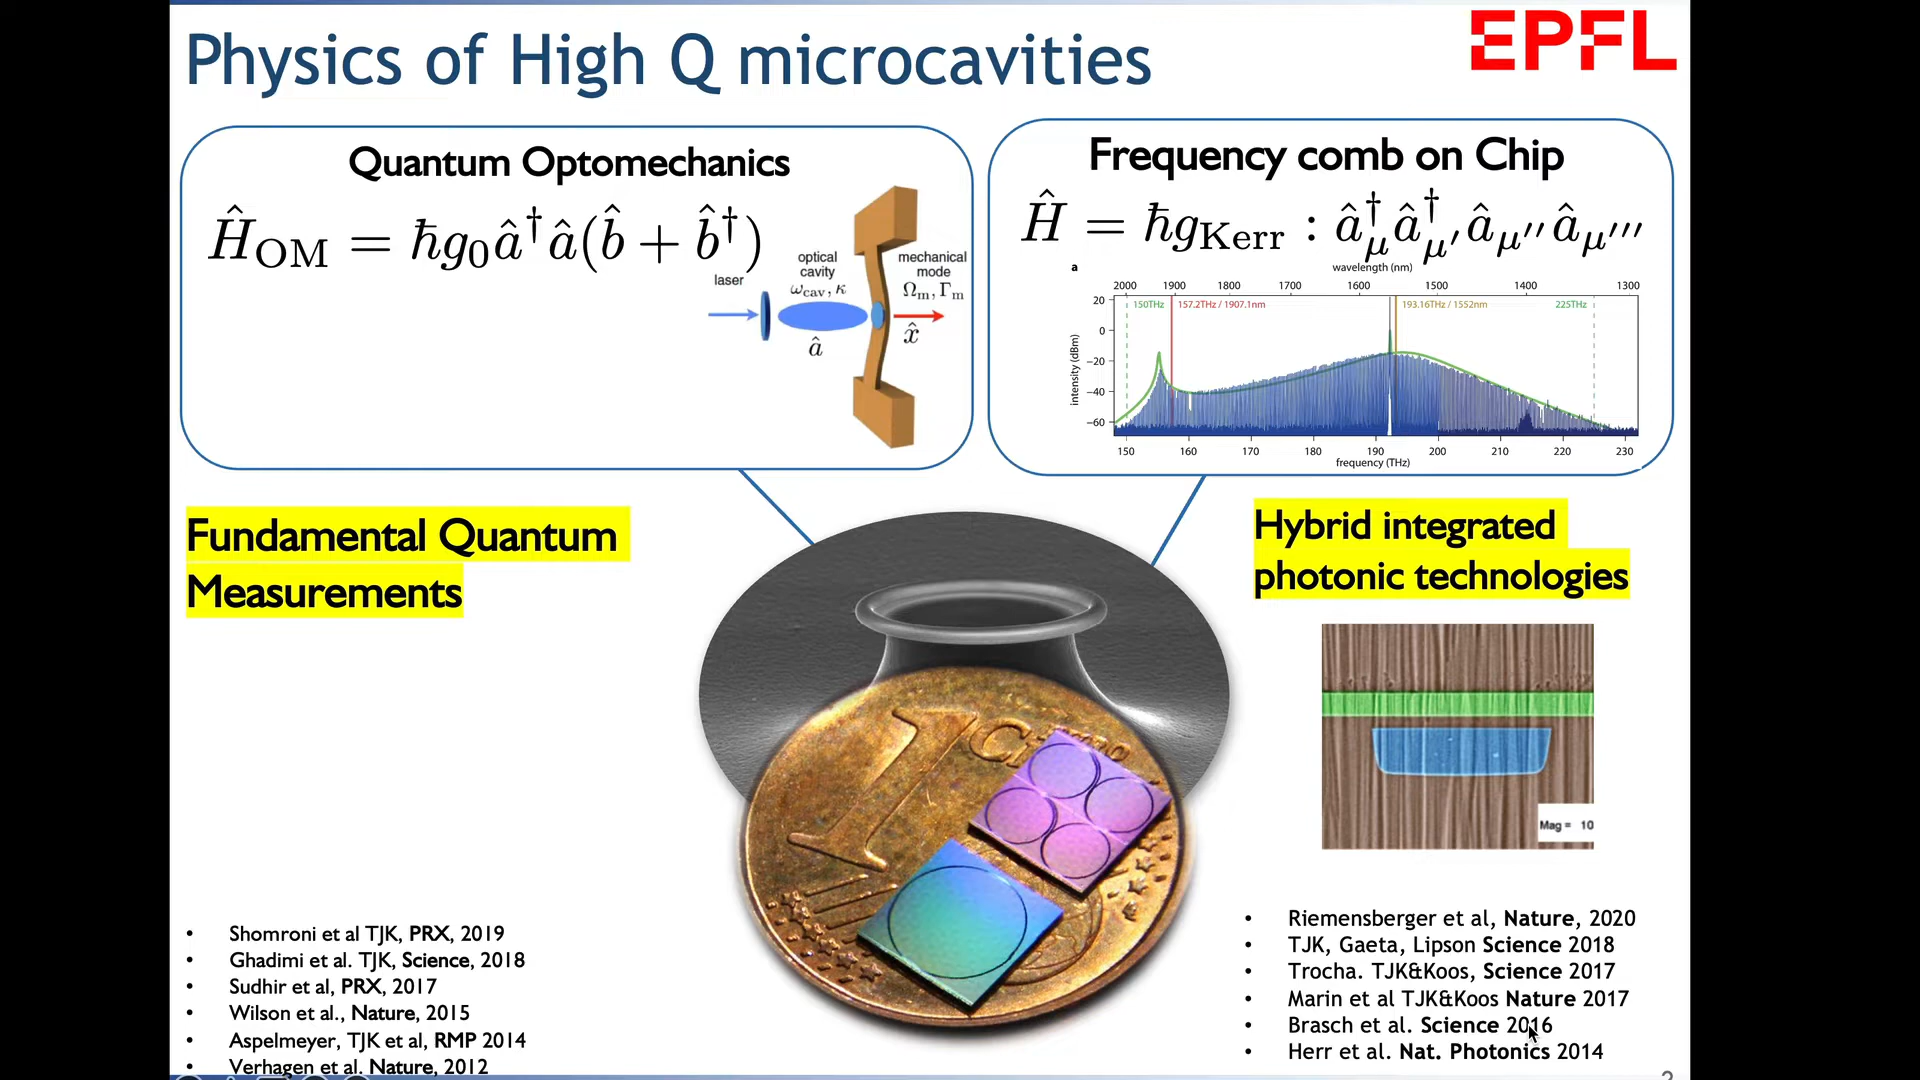 Physics of High Q microcavities
EPFL
Quantum Optomechanics
Ĥ_OM = ħg₀â†â(b̂ + b̂†)
laser
optical
cavity
ω_cav, κ
â
mechanical
mode
Ω_m, Γ_m
x̂
Frequency comb on Chip
Ĥ = ħg_Kerr : â†_μ â†_μ′ â_μ″ â_μ‴
a
wavelength (nm)
2000 1900 1800 1700 1600 1500 1400 1300
150THz 157.2THz / 1907.1nm 193.16THz / 1552nm 225THz
intensity (dBm)
20
0
−20
−40
−60
150 160 170 180 190 200 210 220 230
frequency (THz)
Fundamental Quantum
Measurements
Hybrid integrated
photonic technologies
1
Mag = 10
• Shomroni et al TJK, PRX, 2019
• Ghadimi et al. TJK, Science, 2018
• Sudhir et al, PRX, 2017
• Wilson et al., Nature, 2015
• Aspelmeyer, TJK et al, RMP 2014
• Verhagen et al. Nature, 2012
• Riemensberger et al, Nature, 2020
• TJK, Gaeta, Lipson Science 2018
• Trocha. TJK&Koos, Science 2017
• Marin et al TJK&Koos Nature 2017
• Brasch et al. Science 2016
• Herr et al. Nat. Photonics 2014
2